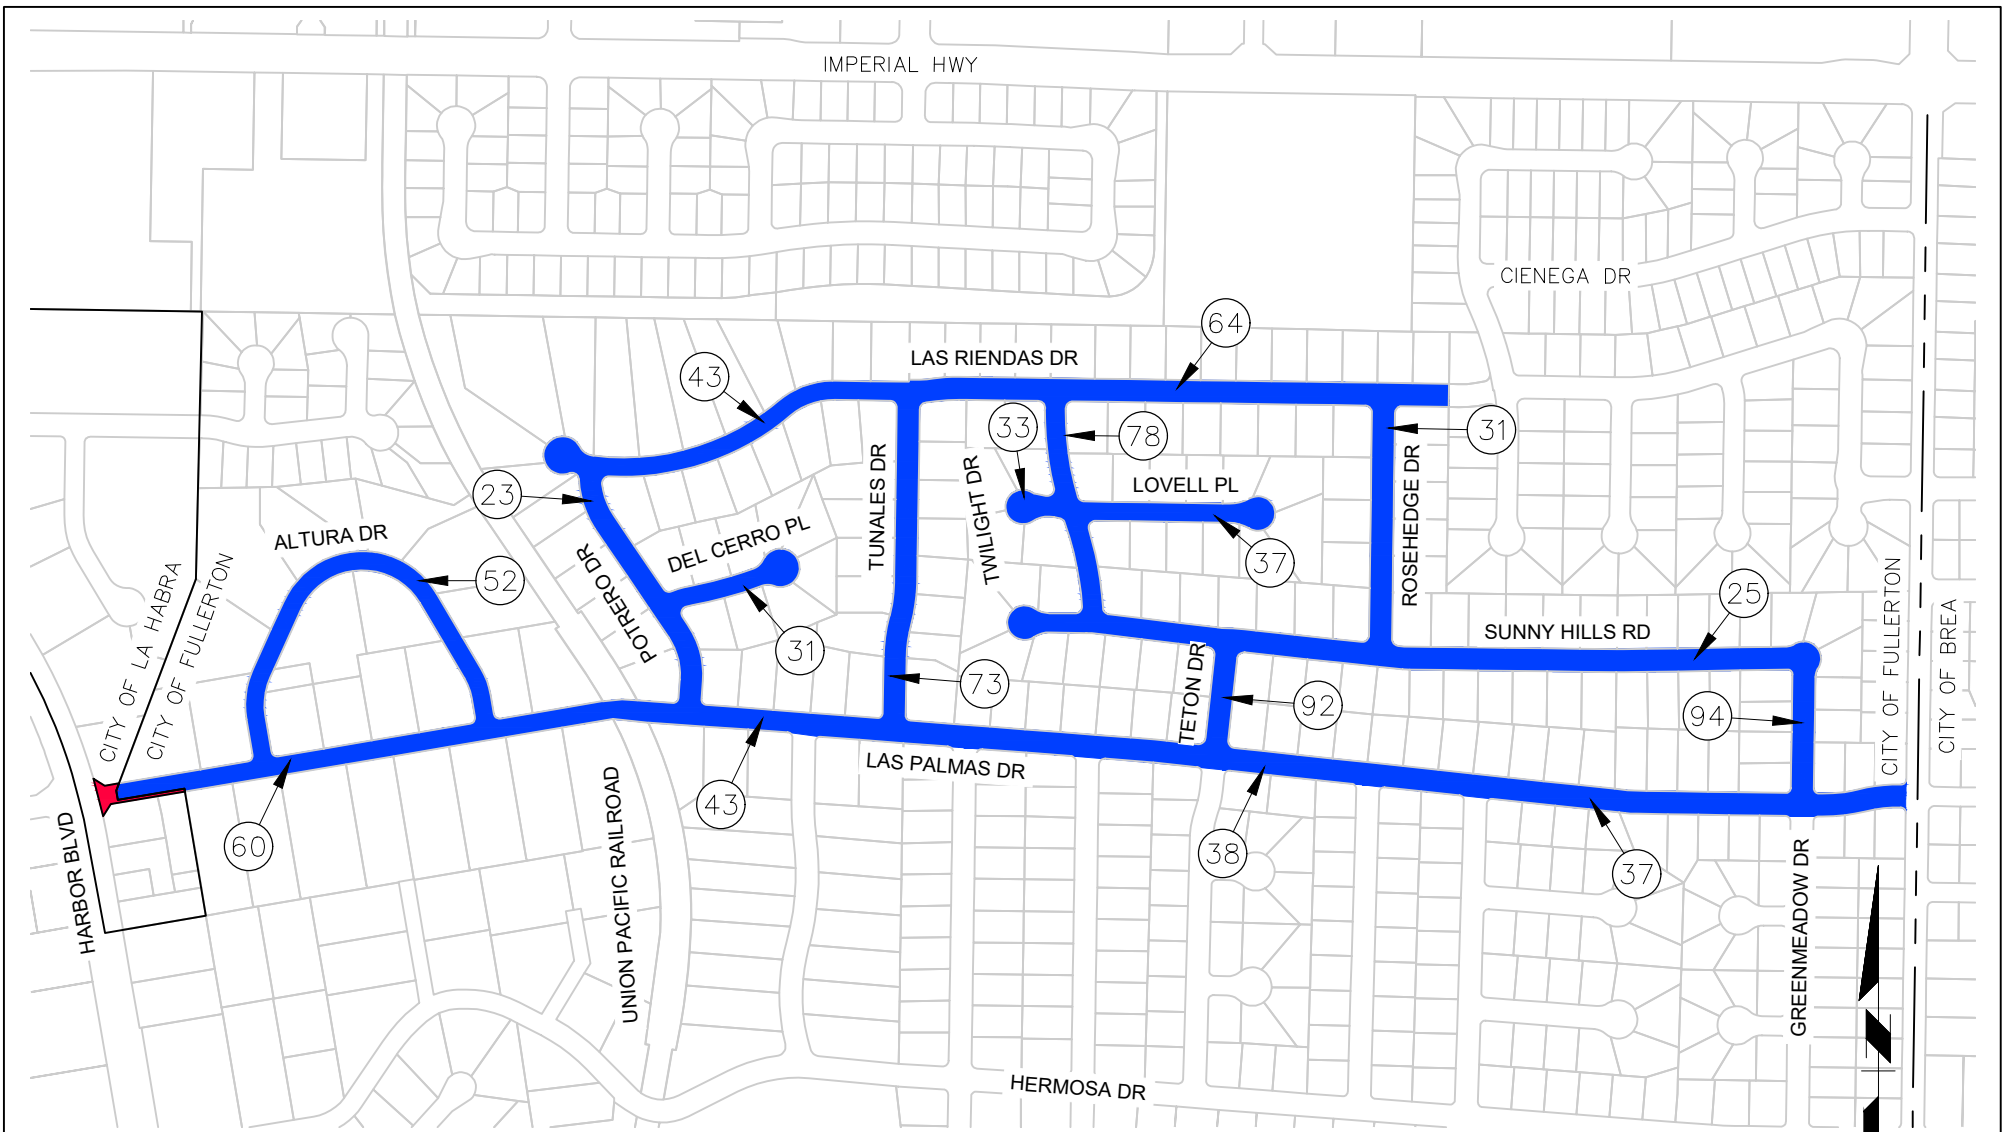 IMPERIAL HWY
CIENEGA DR
64
LAS RIENDAS DR
43
33
78
31
TUNALES DR
TWILIGHT DR
LOVELL PL
ROSEHEDGE DR
23
ALTURA DR
DEL CERRO PL
52
37
POTRERO DR
31
25
SUNNY HILLS RD
CITY OF LA HABRA
CITY OF FULLERTON
73
TETON DR
92
94
CITY OF FULLERTON
CITY OF BREA
LAS PALMAS DR
43
60
38
37
HARBOR BLVD
UNION PACIFIC RAILROAD
GREENMEADOW DR
HERMOSA DR